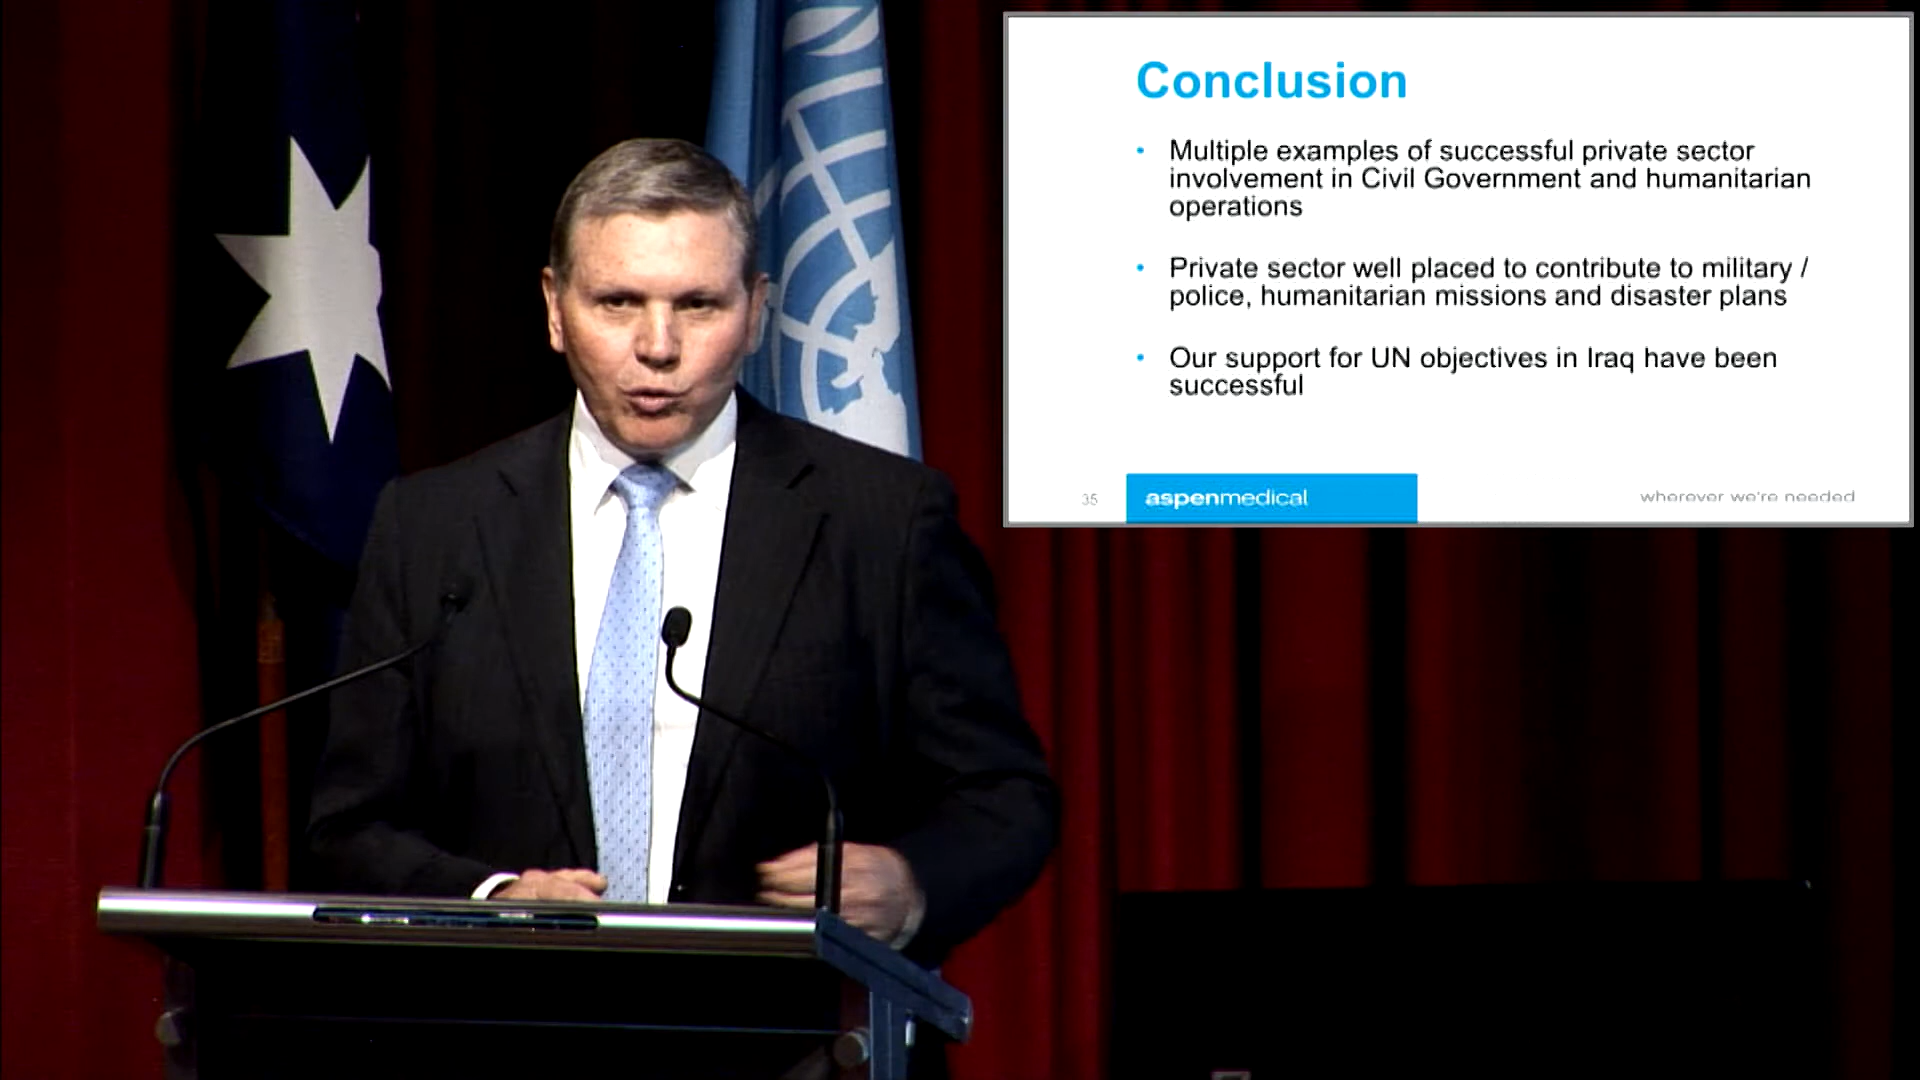 Conclusion
• Multiple examples of successful private sector
involvement in Civil Government and humanitarian
operations
• Private sector well placed to contribute to military /
police, humanitarian missions and disaster plans
• Our support for UN objectives in Iraq have been
successful
35
aspenmedical
wherever we're needed